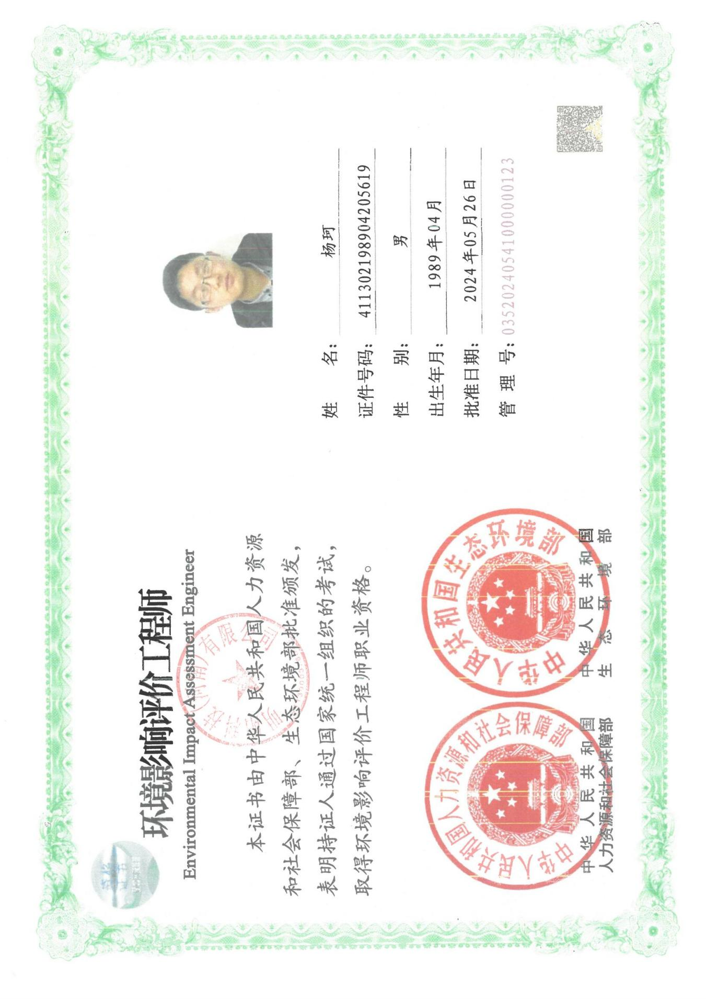 环境影响评价工程师
Environmental Impact Assessment Engineer
本证书由中华人民共和国人力资源
和社会保障部、生态环境部批准颁发，
表明持证人通过国家统一组织的考试，
取得环境影响评价工程师职业资格。
有限公司
中华人民共和国人力资源和社会保障部
中华人民共和国
人力资源和社会保障部
中华人民共和国生态环境部
中华人民共和国
生态环境部
姓名：杨珂
证件号码：411302198904205619
性别：男
出生年月：1989年04月
批准日期：2024年05月26日
管理号：03520240541000000123